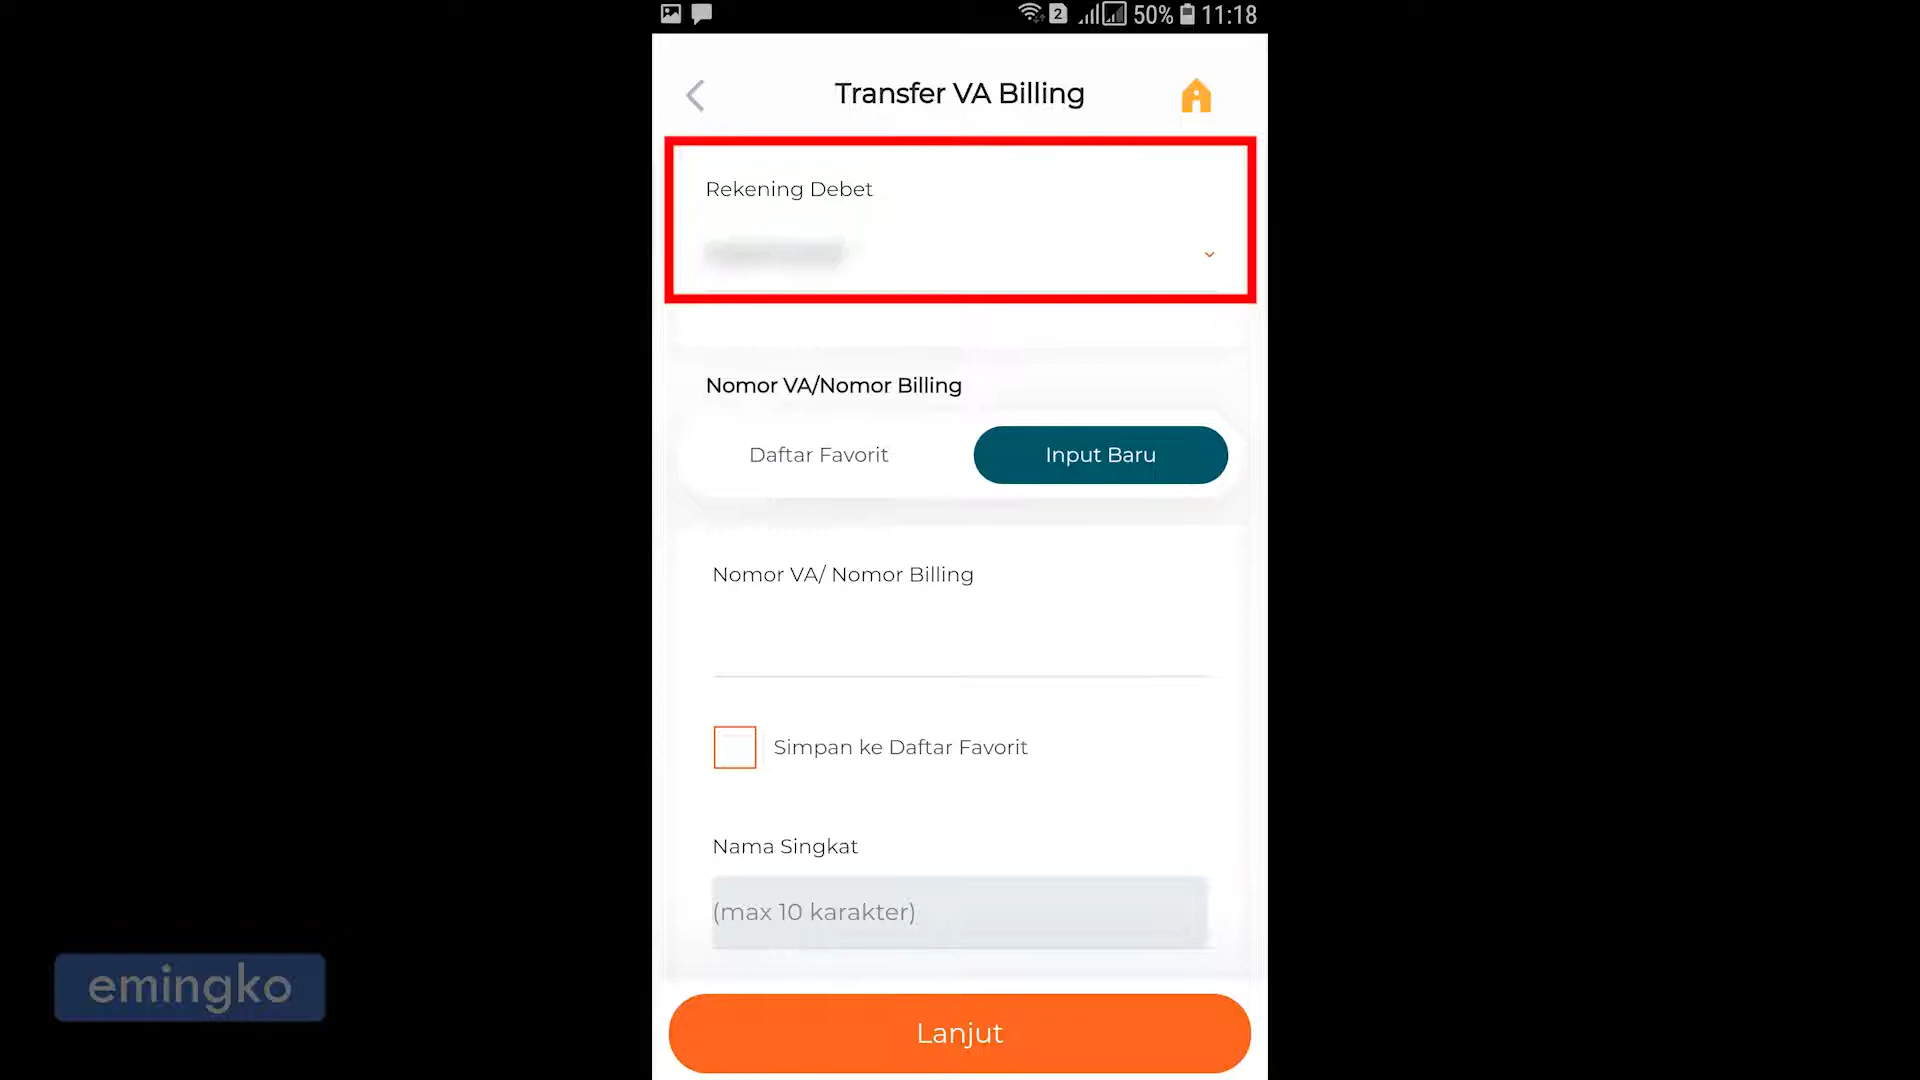 2 50% 11:18
Transfer VA Billing
Rekening Debet
Nomor VA/Nomor Billing
Daftar Favorit Input Baru
Nomor VA/ Nomor Billing
Simpan ke Daftar Favorit
Nama Singkat
(max 10 karakter)
emingko
Lanjut